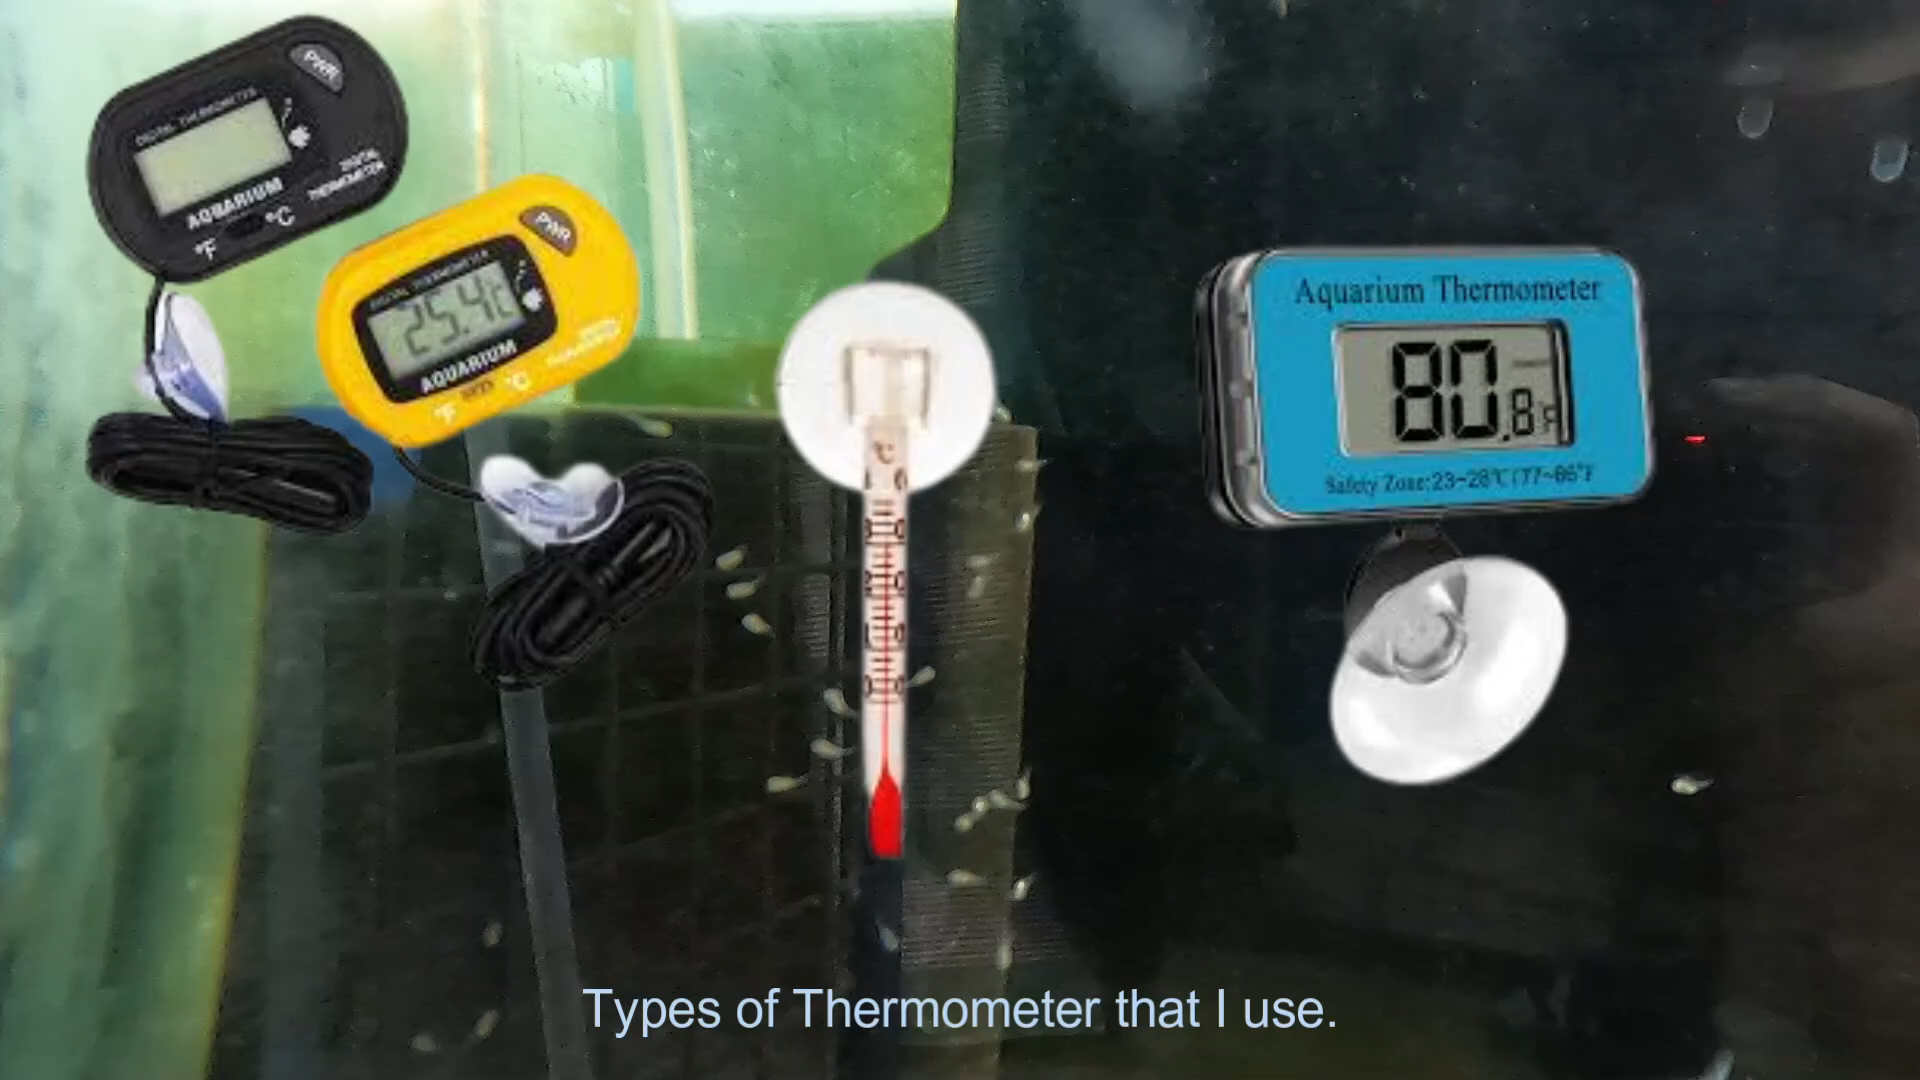 PWR
DIGITAL THERMOMETER
AQUARIUM
DIGITAL
THERMOMETER
°F °C
PWR
DIGITAL THERMOMETER
25.4°C
AQUARIUM
°F °C
°C
Aquarium Thermometer
80.8°F
Safety Zone:23~28℃/77~86°F
Types of Thermometer that I use.